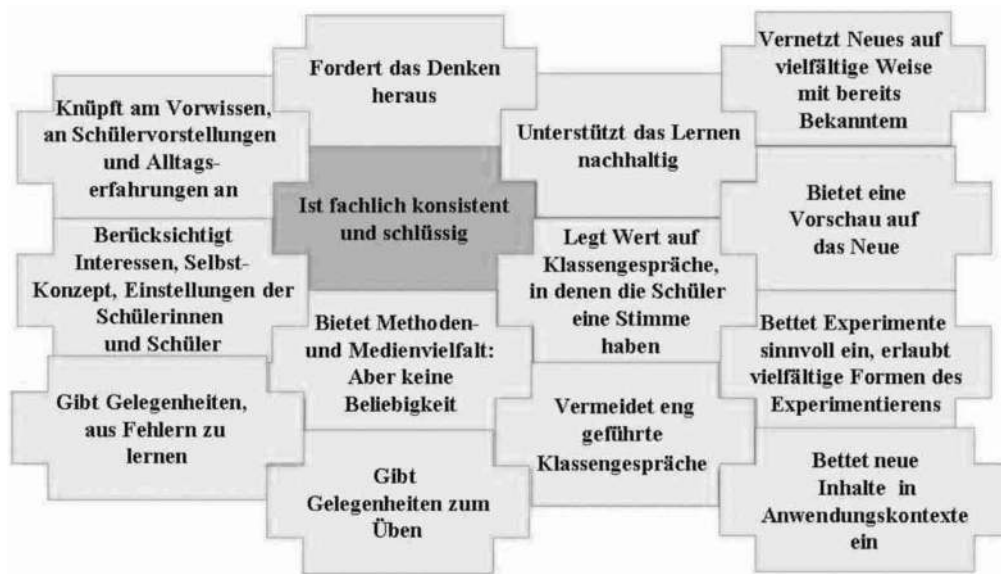 Knüpft am Vorwissen,
an Schülervorstellungen
und Alltags-
erfahrungen an
Berücksichtigt
Interessen, Selbst-
Konzept, Einstellungen der
Schülerinnen
und Schüler
Gibt Gelegenheiten,
aus Fehlern zu
lernen
Fordert das Denken
heraus
Ist fachlich konsistent
und schlüssig
Bietet Methoden-
und Medienvielfalt:
Aber keine
Beliebigkeit
Gibt
Gelegenheiten zum
Üben
Unterstützt das Lernen
nachhaltig
Legt Wert auf
Klassengespräche,
in denen die Schüler
eine Stimme
haben
Vermeidet eng
geführte
Klassengespräche
Vernetzt Neues auf
vielfältige Weise
mit bereits
Bekanntem
Bietet eine
Vorschau auf
das Neue
Bettet Experimente
sinnvoll ein, erlaubt
vielfältige Formen des
Experimentierens
Bettet neue
Inhalte in
Anwendungskontexte
ein